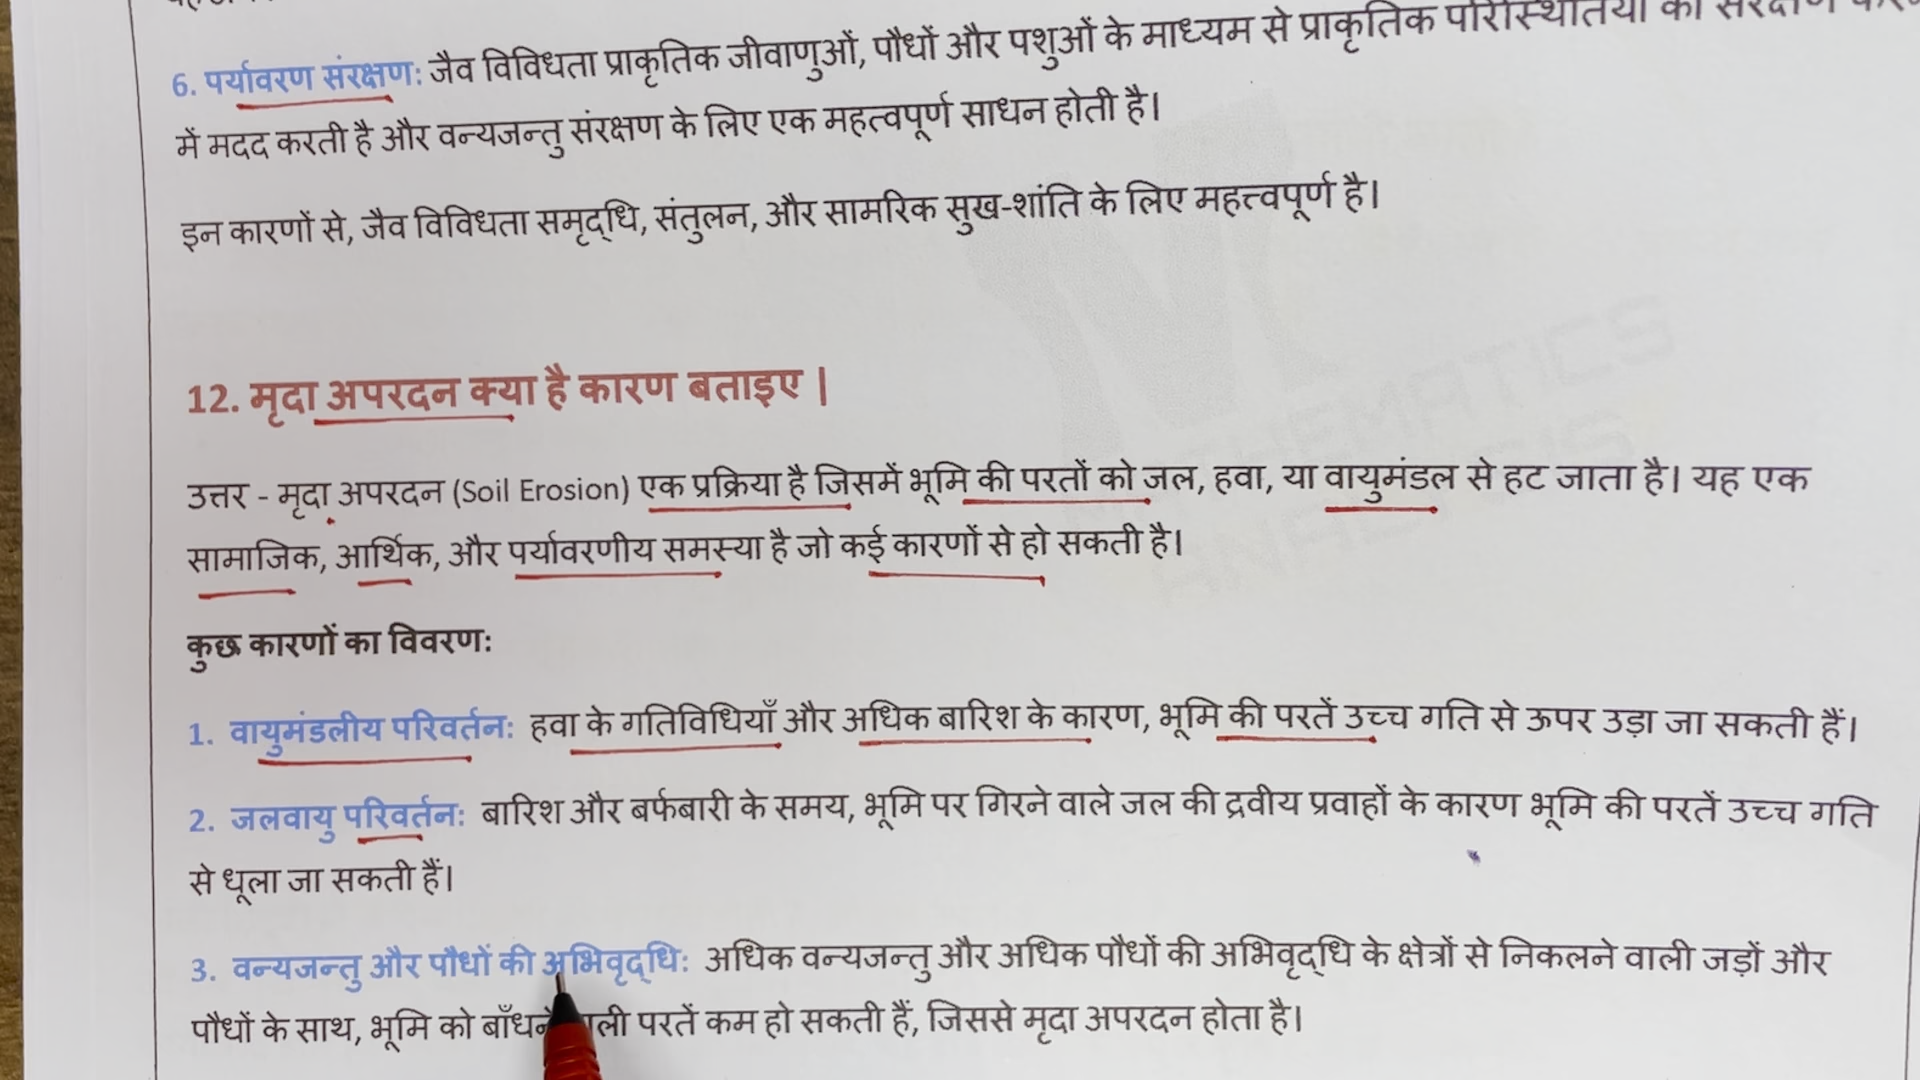 6. पर्यावरण संरक्षण: जैव विविधता प्राकृतिक जीवाणुओं, पौधों और पशुओं के माध्यम से प्राकृतिक परिस्थितियों का संरक्षण
में मदद करती है और वन्यजन्तु संरक्षण के लिए एक महत्वपूर्ण साधन होती है।
इन कारणों से, जैव विविधता समृद्धि, संतुलन, और सामरिक सुख-शांति के लिए महत्त्वपूर्ण है।
12. मृदा अपरदन क्या है कारण बताइए |
उत्तर - मृदा अपरदन (Soil Erosion) एक प्रक्रिया है जिसमें भूमि की परतों को जल, हवा, या वायुमंडल से हट जाता है। यह एक
सामाजिक, आर्थिक, और पर्यावरणीय समस्या है जो कई कारणों से हो सकती है।
कुछ कारणों का विवरण:
1. वायुमंडलीय परिवर्तन: हवा के गतिविधियाँ और अधिक बारिश के कारण, भूमि की परतें उच्च गति से ऊपर उड़ा जा सकती हैं।
2. जलवायु परिवर्तन: बारिश और बर्फबारी के समय, भूमि पर गिरने वाले जल की द्रवीय प्रवाहों के कारण भूमि की परतें उच्च गति
से धूला जा सकती हैं।
3. वन्यजन्तु और पौधों की अभिवृद्धि: अधिक वन्यजन्तु और अधिक पौधों की अभिवृद्धि के क्षेत्रों से निकलने वाली जड़ों और
पौधों के साथ, भूमि को परतें कम हो सकती हैं, जिससे मृदा अपरदन होता है।